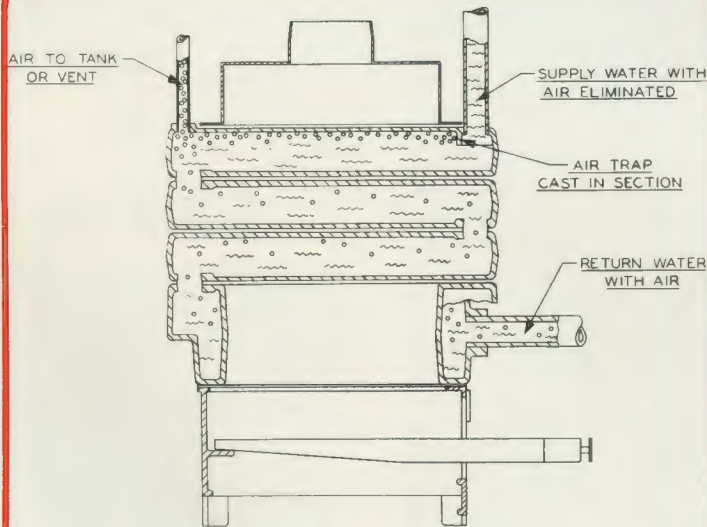 AIR TO TANK
OR VENT
SUPPLY WATER WITH
AIR ELIMINATED
AIR TRAP
CAST IN SECTION
RETURN WATER
WITH AIR